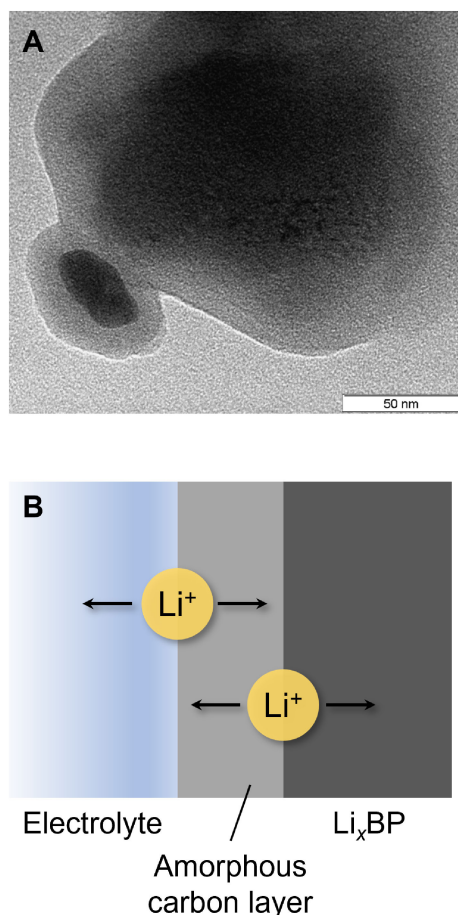 A
50 nm
B
Li⁺
Li⁺
Electrolyte
LiₓBP
Amorphous
carbon layer